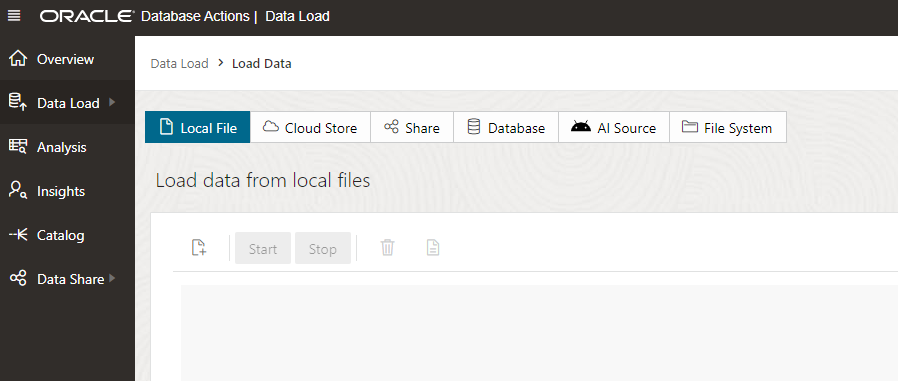 ORACLE Database Actions | Data Load
Overview
Data Load
Analysis
Insights
Catalog
Data Share
Data Load > Load Data
Local File Cloud Store Share Database AI Source File System
Load data from local files
Start Stop